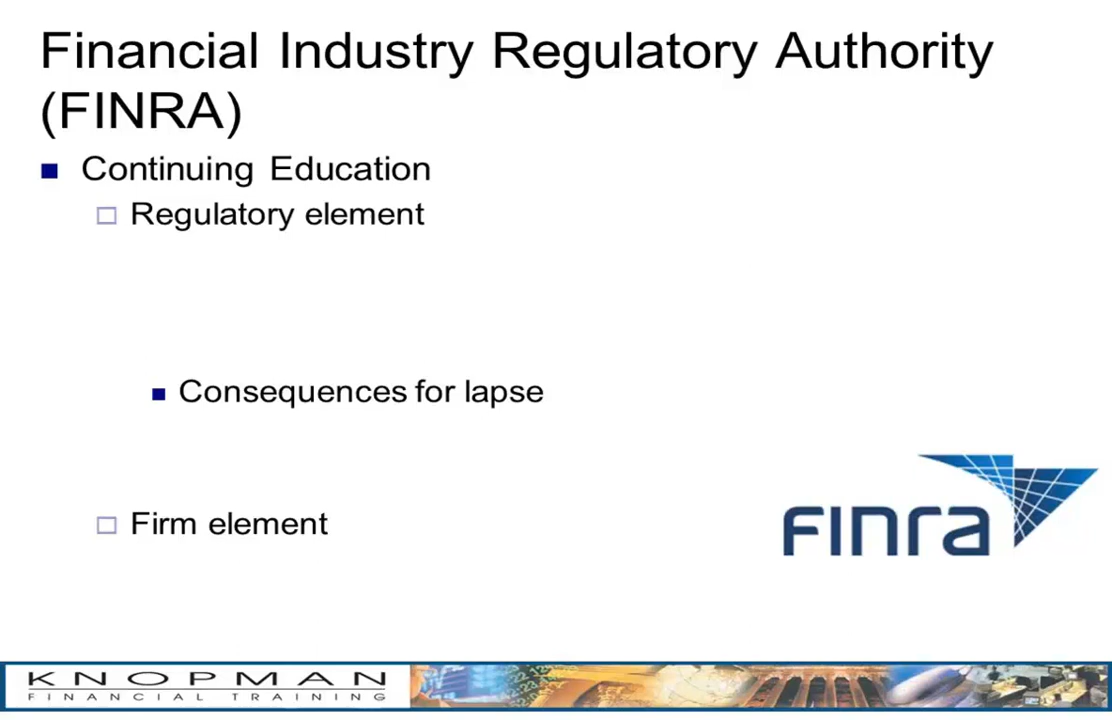 Financial Industry Regulatory Authority
(FINRA)
Continuing Education
Regulatory element
Consequences for lapse
Firm element
FINra
KNOPMAN
FINANCIAL TRAINING